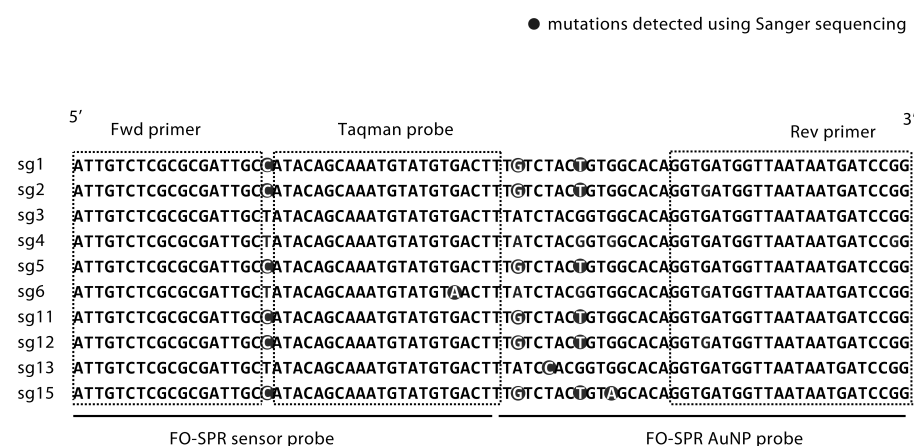 ● mutations detected using Sanger sequencing
5’ 3’
Fwd primer Taqman probe Rev primer
sg1 ATTGTCTCGCGCGATTGCCATACAGCAAATGTATGTGACTTTGTCTACTGTGGCACAGGTGATGGTTAATAATGATCCGG
sg2 ATTGTCTCGCGCGATTGCCATACAGCAAATGTATGTGACTTTGTCTACTGTGGCACAGGTGATGGTTAATAATGATCCGG
sg3 ATTGTCTCGCGCGATTGCTATACAGCAAATGTATGTGACTTTATCTACGGTGGCACAGGTGATGGTTAATAATGATCCGG
sg4 ATTGTCTCGCGCGATTGCTATACAGCAAATGTATGTGACTTTATCTACGGTGGCACAGGTGATGGTTAATAATGATCCGG
sg5 ATTGTCTCGCGCGATTGCCATACAGCAAATGTATGTGACTTTGTCTACTGTGGCACAGGTGATGGTTAATAATGATCCGG
sg6 ATTGTCTCGCGCGATTGCTATACAGCAAATGTATGTAACTTTATCTACGGTGGCACAGGTGATGGTTAATAATGATCCGG
sg11 ATTGTCTCGCGCGATTGCCATACAGCAAATGTATGTGACTTTGTCTACTGTGGCACAGGTGATGGTTAATAATGATCCGG
sg12 ATTGTCTCGCGCGATTGCCATACAGCAAATGTATGTGACTTTGTCTACTGTGGCACAGGTGATGGTTAATAATGATCCGG
sg13 ATTGTCTCGCGCGATTGCTATACAGCAAATGTATGTGACTTTATCCACGGTGGCACAGGTGATGGTTAATAATGATCCGG
sg15 ATTGTCTCGCGCGATTGCCATACAGCAAATGTATGTGACTTTGTCTACTGTAGCACAGGTGATGGTTAATAATGATCCGG
FO-SPR sensor probe FO-SPR AuNP probe